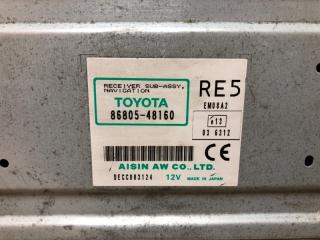 RECEIVER SUB-ASSY,
NAVIGATION
TOYOTA
86805-48160
RE5
EM08A2
e13
03 6312
CE
AISIN AW CO., LTD.
DECC003124 12V MADE IN JAPAN